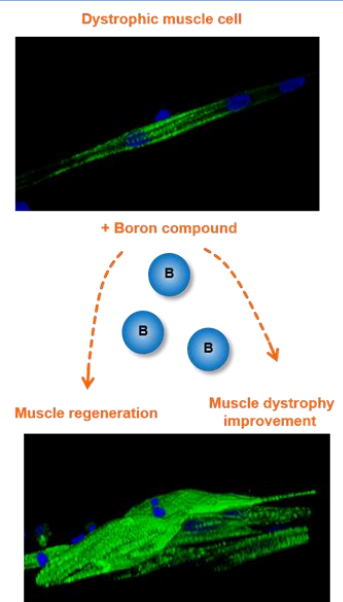 Dystrophic muscle cell
+ Boron compound
B
B
B
Muscle regeneration
Muscle dystrophy
improvement